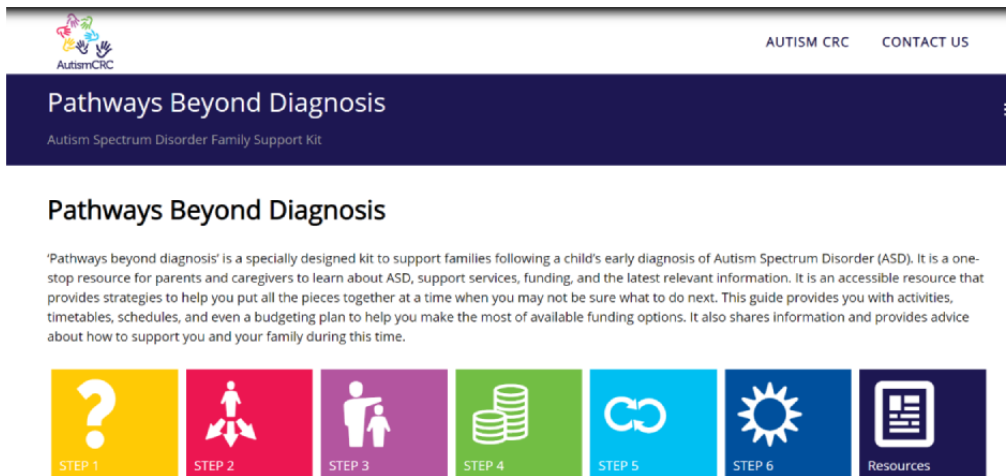 AutismCRC
AUTISM CRC
CONTACT US
Pathways Beyond Diagnosis
Autism Spectrum Disorder Family Support Kit
Pathways Beyond Diagnosis
'Pathways beyond diagnosis' is a specially designed kit to support families following a child's early diagnosis of Autism Spectrum Disorder (ASD). It is a one-
stop resource for parents and caregivers to learn about ASD, support services, funding, and the latest relevant information. It is an accessible resource that
provides strategies to help you put all the pieces together at a time when you may not be sure what to do next. This guide provides you with activities,
timetables, schedules, and even a budgeting plan to help you make the most of available funding options. It also shares information and provides advice
about how to support you and your family during this time.
STEP 1
STEP 2
STEP 3
STEP 4
STEP 5
STEP 6
Resources